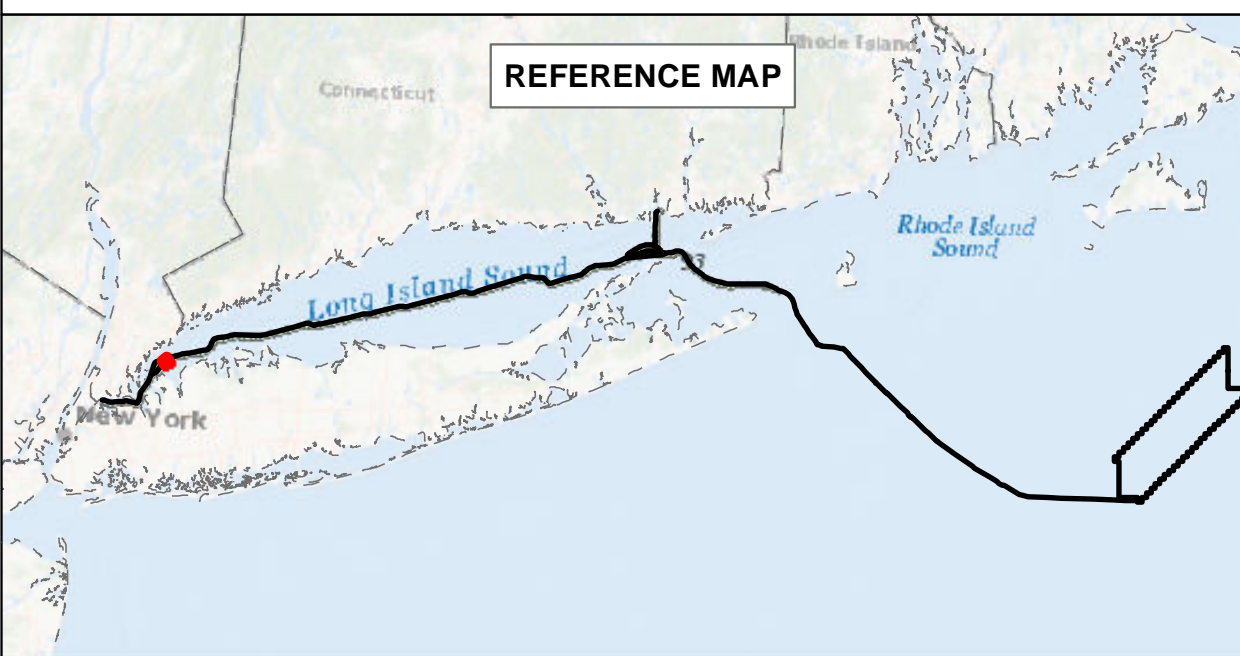 Rhode Island
REFERENCE MAP
Connecticut
Rhode Island
Sound
Long Island Sound
New York